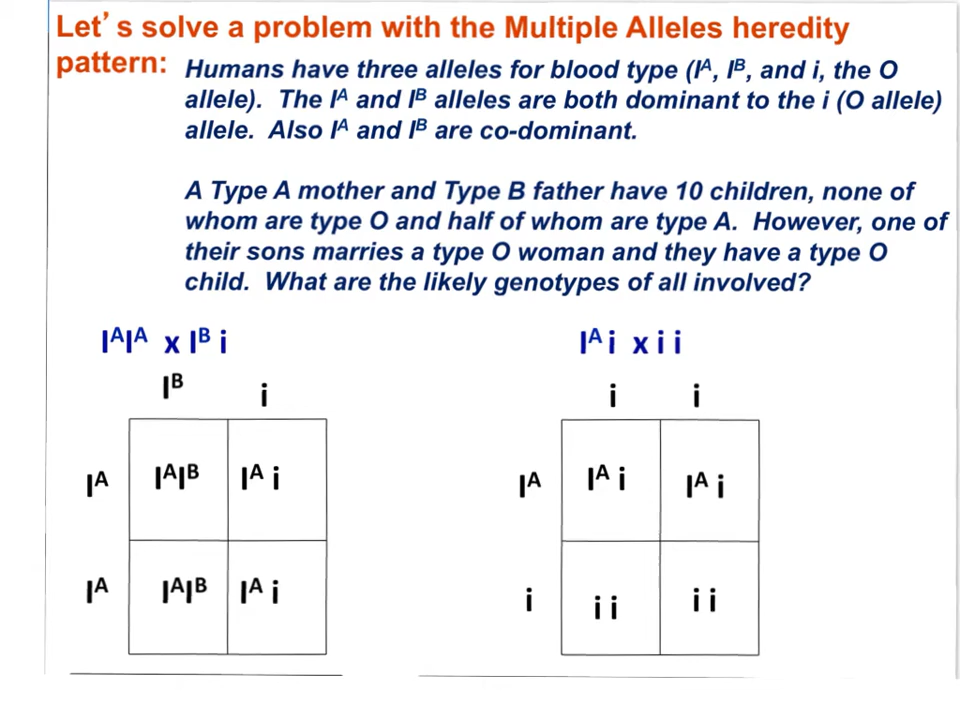 Let's solve a problem with the Multiple Alleles heredity
pattern:
Humans have three alleles for blood type (Iᴬ, Iᴮ, and i, the O
allele). The Iᴬ and Iᴮ alleles are both dominant to the i (O allele)
allele. Also Iᴬ and Iᴮ are co-dominant.
A Type A mother and Type B father have 10 children, none of
whom are type O and half of whom are type A. However, one of
their sons marries a type O woman and they have a type O
child. What are the likely genotypes of all involved?
IᴬIᴬ x Iᴮ i
Iᴮ i
Iᴬ IᴬIᴮ Iᴬ i
Iᴬ IᴬIᴮ Iᴬ i
Iᴬ i x i i
i i
Iᴬ Iᴬ i Iᴬ i
i i i i i